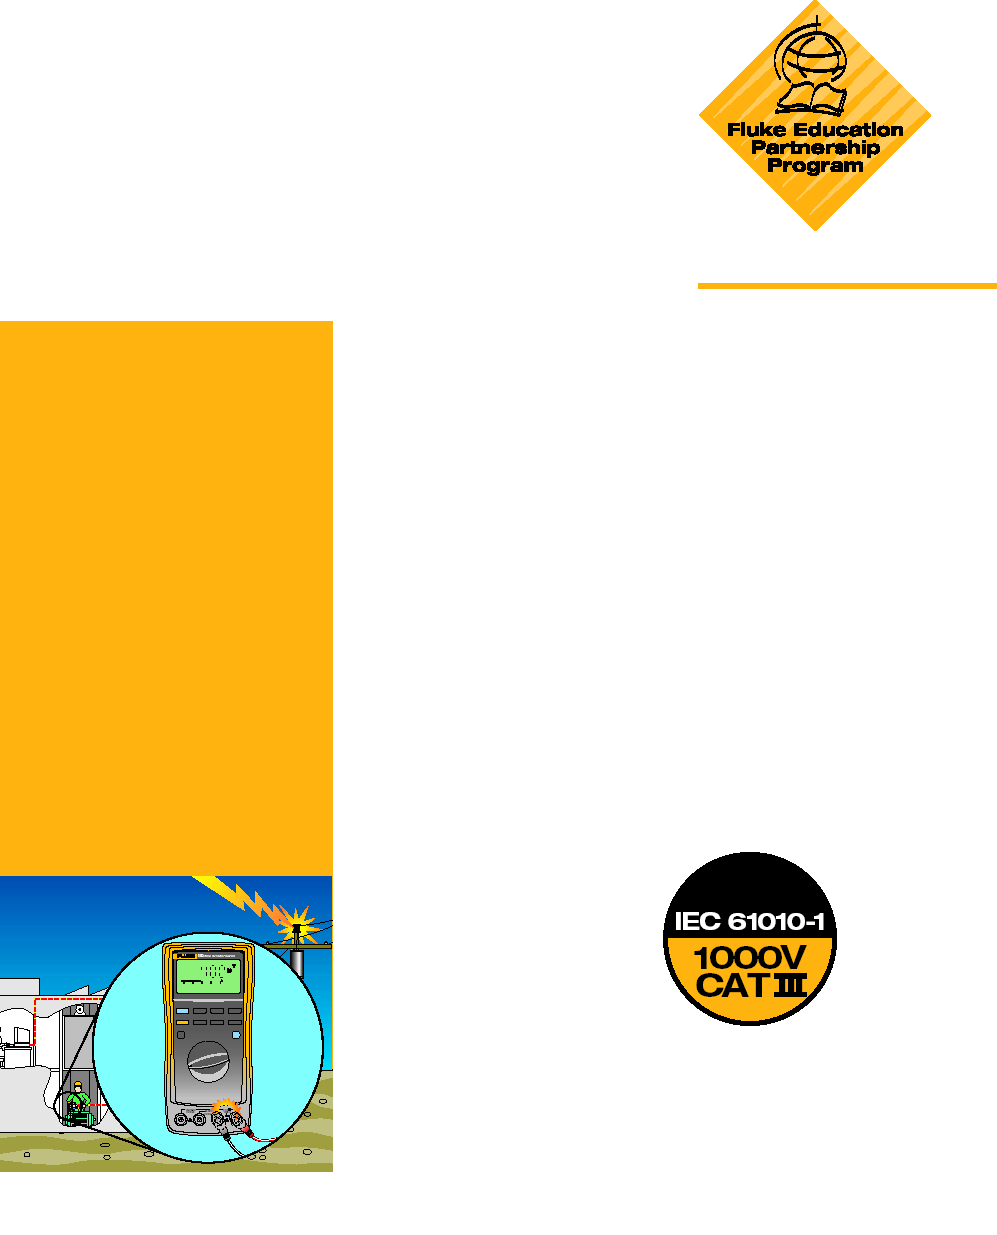 Fluke Education
Partnership
Program
IEC 61010-1
1000V
CAT III